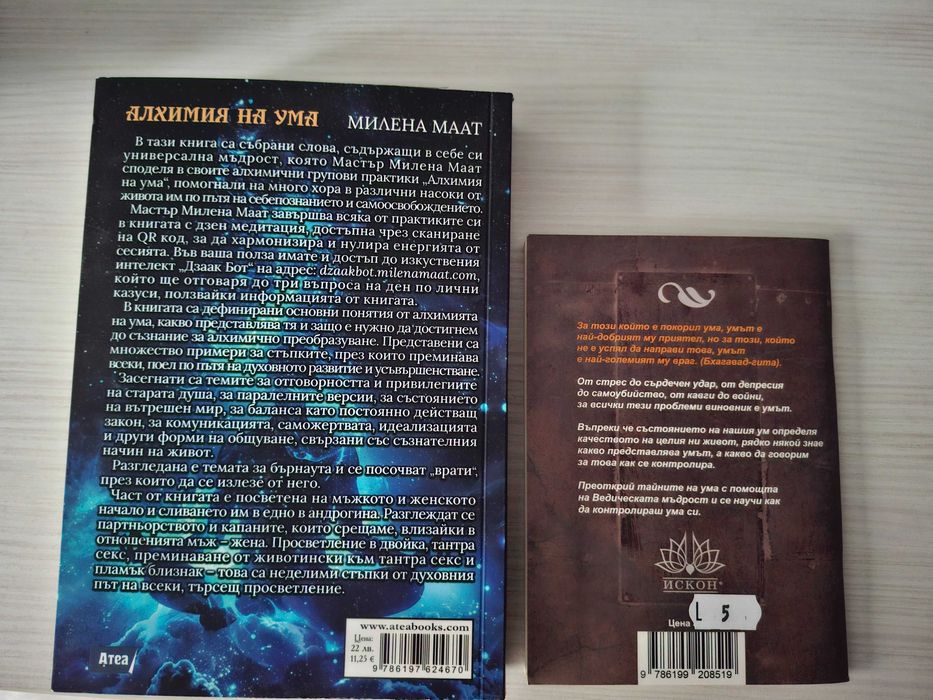 АЛХИМИЯ НА УМА
МИЛЕНА МААТ
В тази книга са събрани слова, съдържащи в себе си
универсална мъдрост, която Мастър Милена Маат
споделя в своите алхимични групови практики „Алхимия
на ума“, помогнали на много хора в различни насоки от
живота им по пътя на себепознанието и самоосвобождението.
Мастър Милена Маат завършва всяка от практиките си
в книгата с дзен медитация, достъпна чрез сканиране
на QR код, за да хармонизира и нулира енергията от
сесията. Във ваша полза имате и достъп до изкуствения
интелект „Дзаак Бот“ на адрес: dzaakbot.milenamaat.com,
който ще отговаря до три въпроса на ден по лични
казуси, ползвайки информацията от книгата.
В книгата са дефинирани основни понятия от алхимията
на ума, какво представлява тя и защо е нужно да достигнем
до съзнание за алхимично преобразуване. Представени са
множество примери за стъпките, през които преминава
всеки, поел по пътя на духовното развитие и усъвършенстване.
Засегнати са темите за отговорността и привилегиите
на старата душа, за паралелните версии, за състоянието
на вътрешен мир, за баланса като постоянно действащ
закон, за комуникацията, саможертвата, идеализацията
и други форми на общуване, свързани със съзнателния
начин на живот.
Разгледана е темата за бърнаута и се посочват „врати“,
през които да се излезе от него.
Част от книгата е посветена на мъжкото и женското
начало и сливането им в едно в андрогина. Разглеждат се
партньорството и капаните, които срещаме, влизайки в
отношенията мъж – жена. Просветление в двойка, тантра
секс, преминаване от животински към тантра секс и
пламък близнак – това са неделими стъпки от духовния
път на всеки, търсещ просветление.
www.ateabooks.com
Цена:
22 лв.
11,25 €
9 786197 624670
Атеа
За този който е покорил ума, умът е
най-добрият му приятел, но за този, който
не е успял да направи това, умът
е най-големият му враг. (Бхагавад-гита).
От стрес до сърдечен удар, от депресия
до самоубийство, от кавги до войни,
за всички тези проблеми виновник е умът.
Въпреки че състоянието на нашия ум определя
качеството на целия ни живот, рядко някой знае
какво представлява умът, а какво да говорим
за това как се контролира.
Преоткрий тайните на ума с помощта
на Ведическата мъдрост и се научи как
да контролираш ума си.
ИСКОН®
L 5
Цена
9 786199 208519